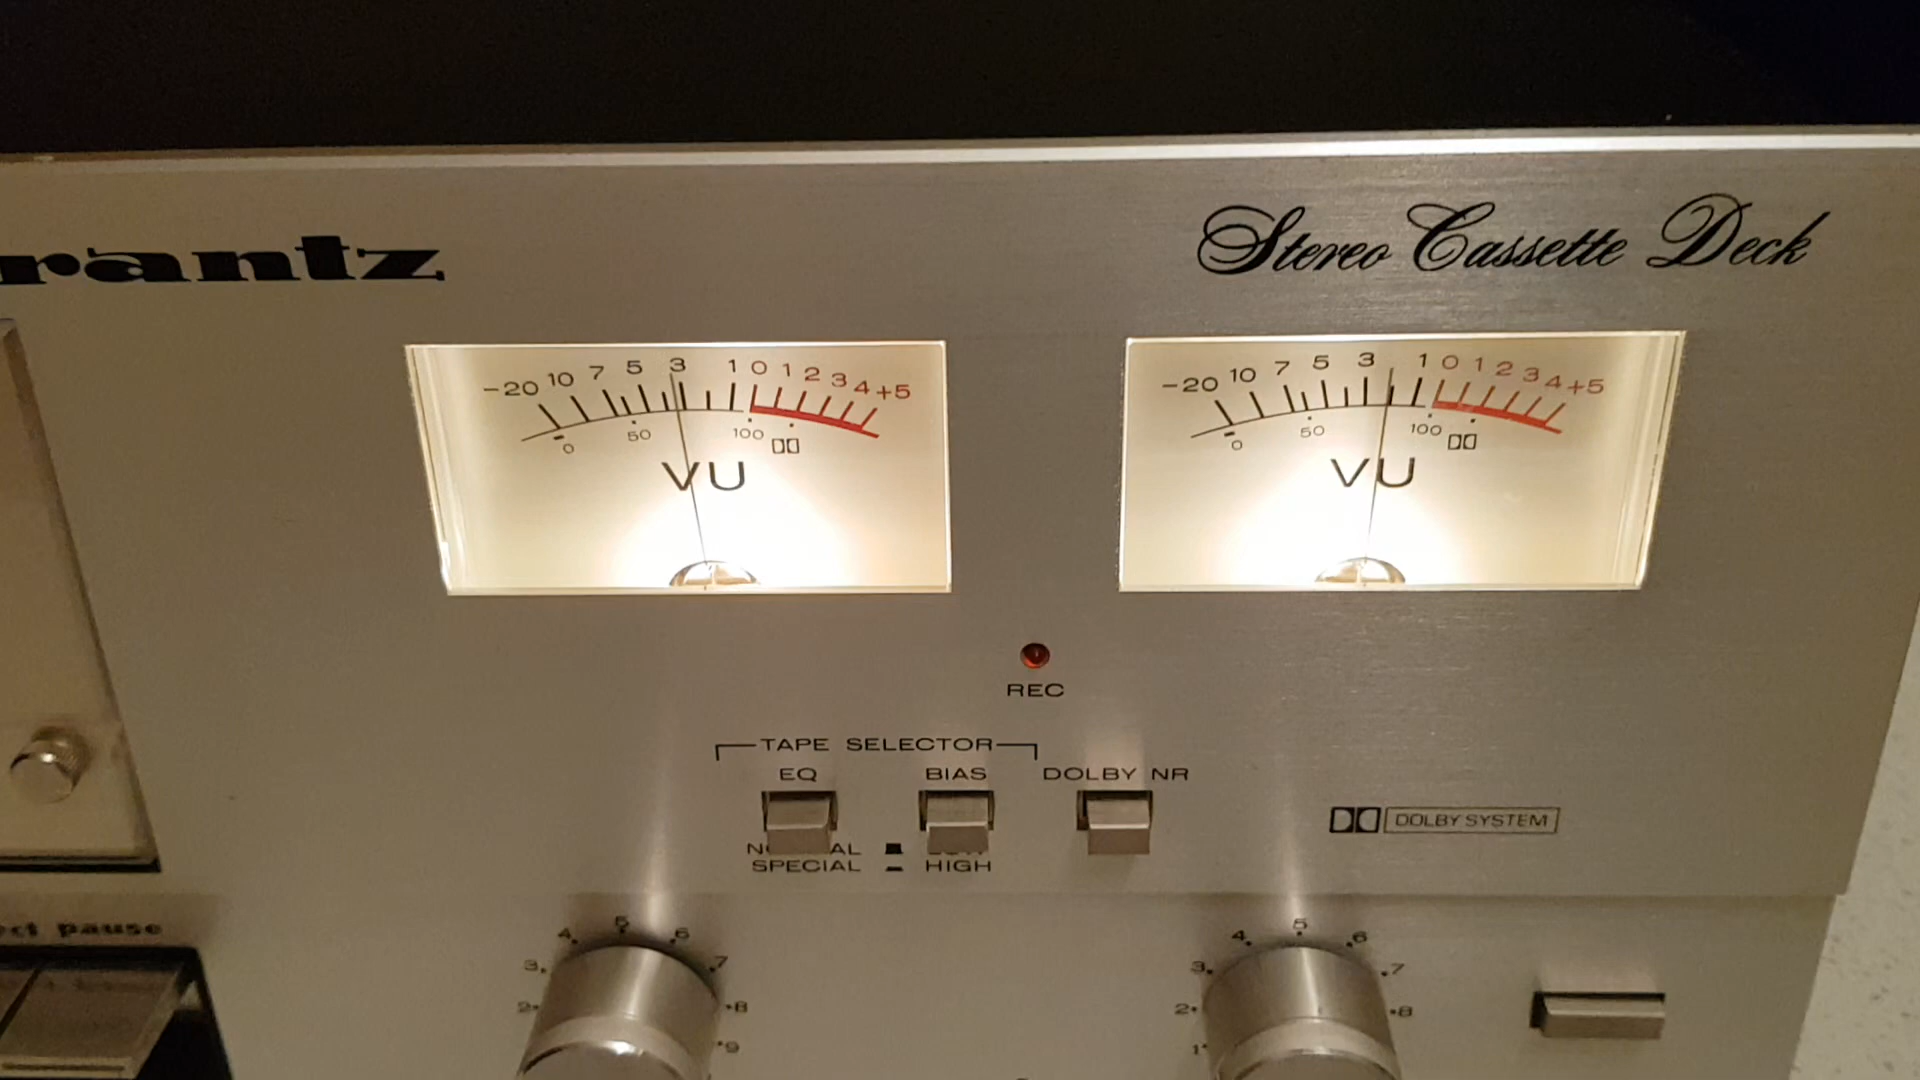 rantz
Stereo Cassette Deck
-20 10 7 5 3 1 0 1 2 3 4 +5
0 50 100
VU
-20 10 7 5 3 1 0 1 2 3 4 +5
0 50 100
VU
REC
TAPE SELECTOR
EQ BIAS DOLBY NR
DOLBY SYSTEM
SPECIAL HIGH
ect pause
2 3 4 5 6 7 8 9
1 2 3 4 5 6 7 8